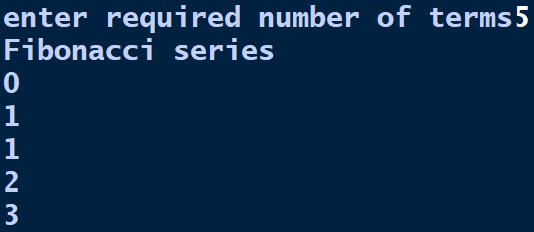 enter required number of terms5
Fibonacci series
0
1
1
2
3